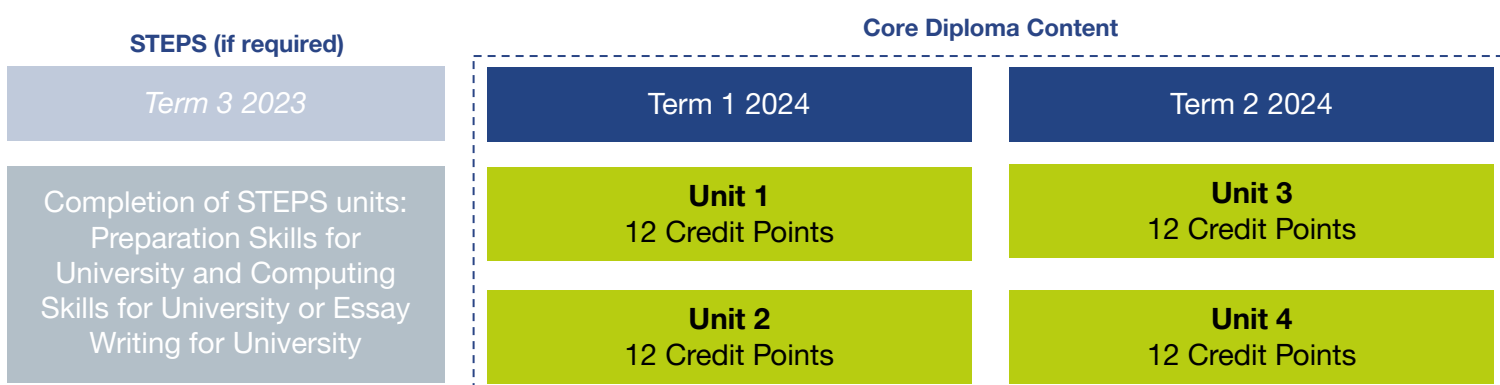 STEPS (if required)
Term 3 2023
Completion of STEPS units:
Preparation Skills for
University and Computing
Skills for University or Essay
Writing for University
Core Diploma Content
Term 1 2024
Unit 1
12 Credit Points
Unit 2
12 Credit Points
Term 2 2024
Unit 3
12 Credit Points
Unit 4
12 Credit Points